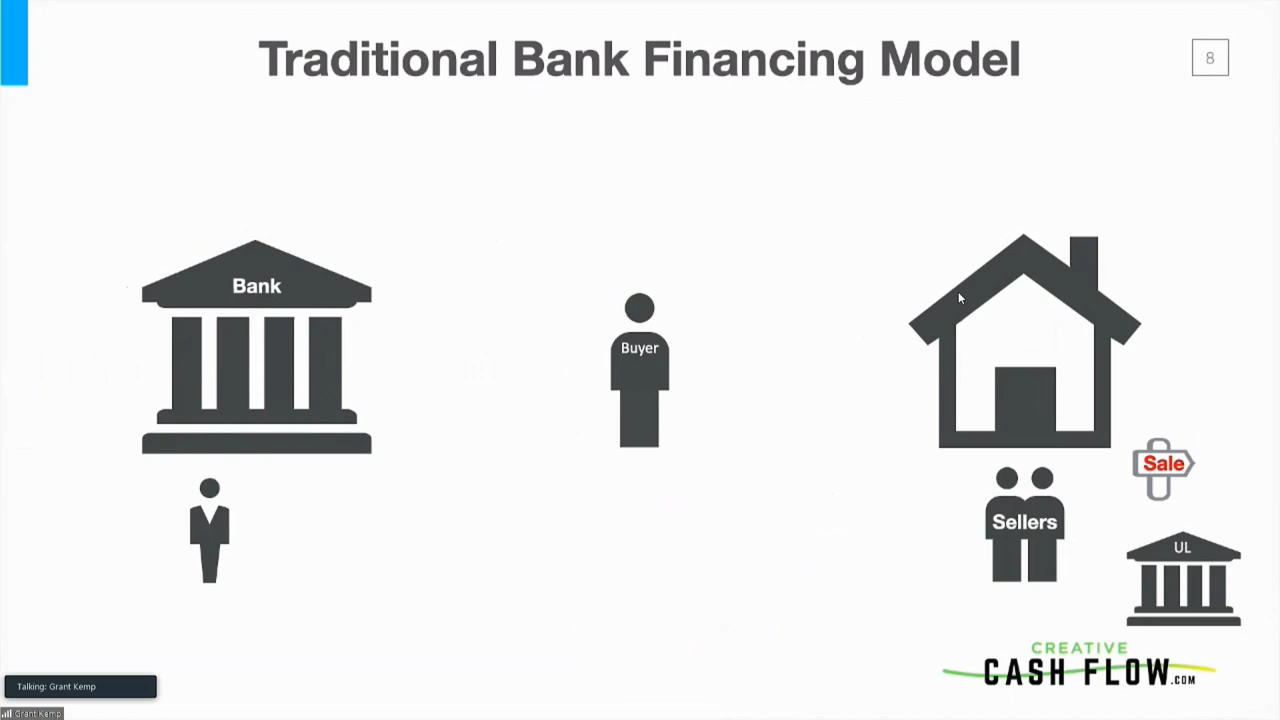 Traditional Bank Financing Model
8
Bank
Buyer
Sale
Sellers
UL
CREATIVE
CASH FLOW.COM
Talking: Grant Kemp
Grant Kemp